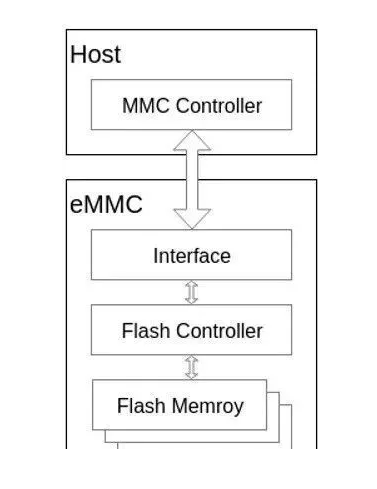 Host
MMC Controller
eMMC
Interface
Flash Controller
Flash Memroy